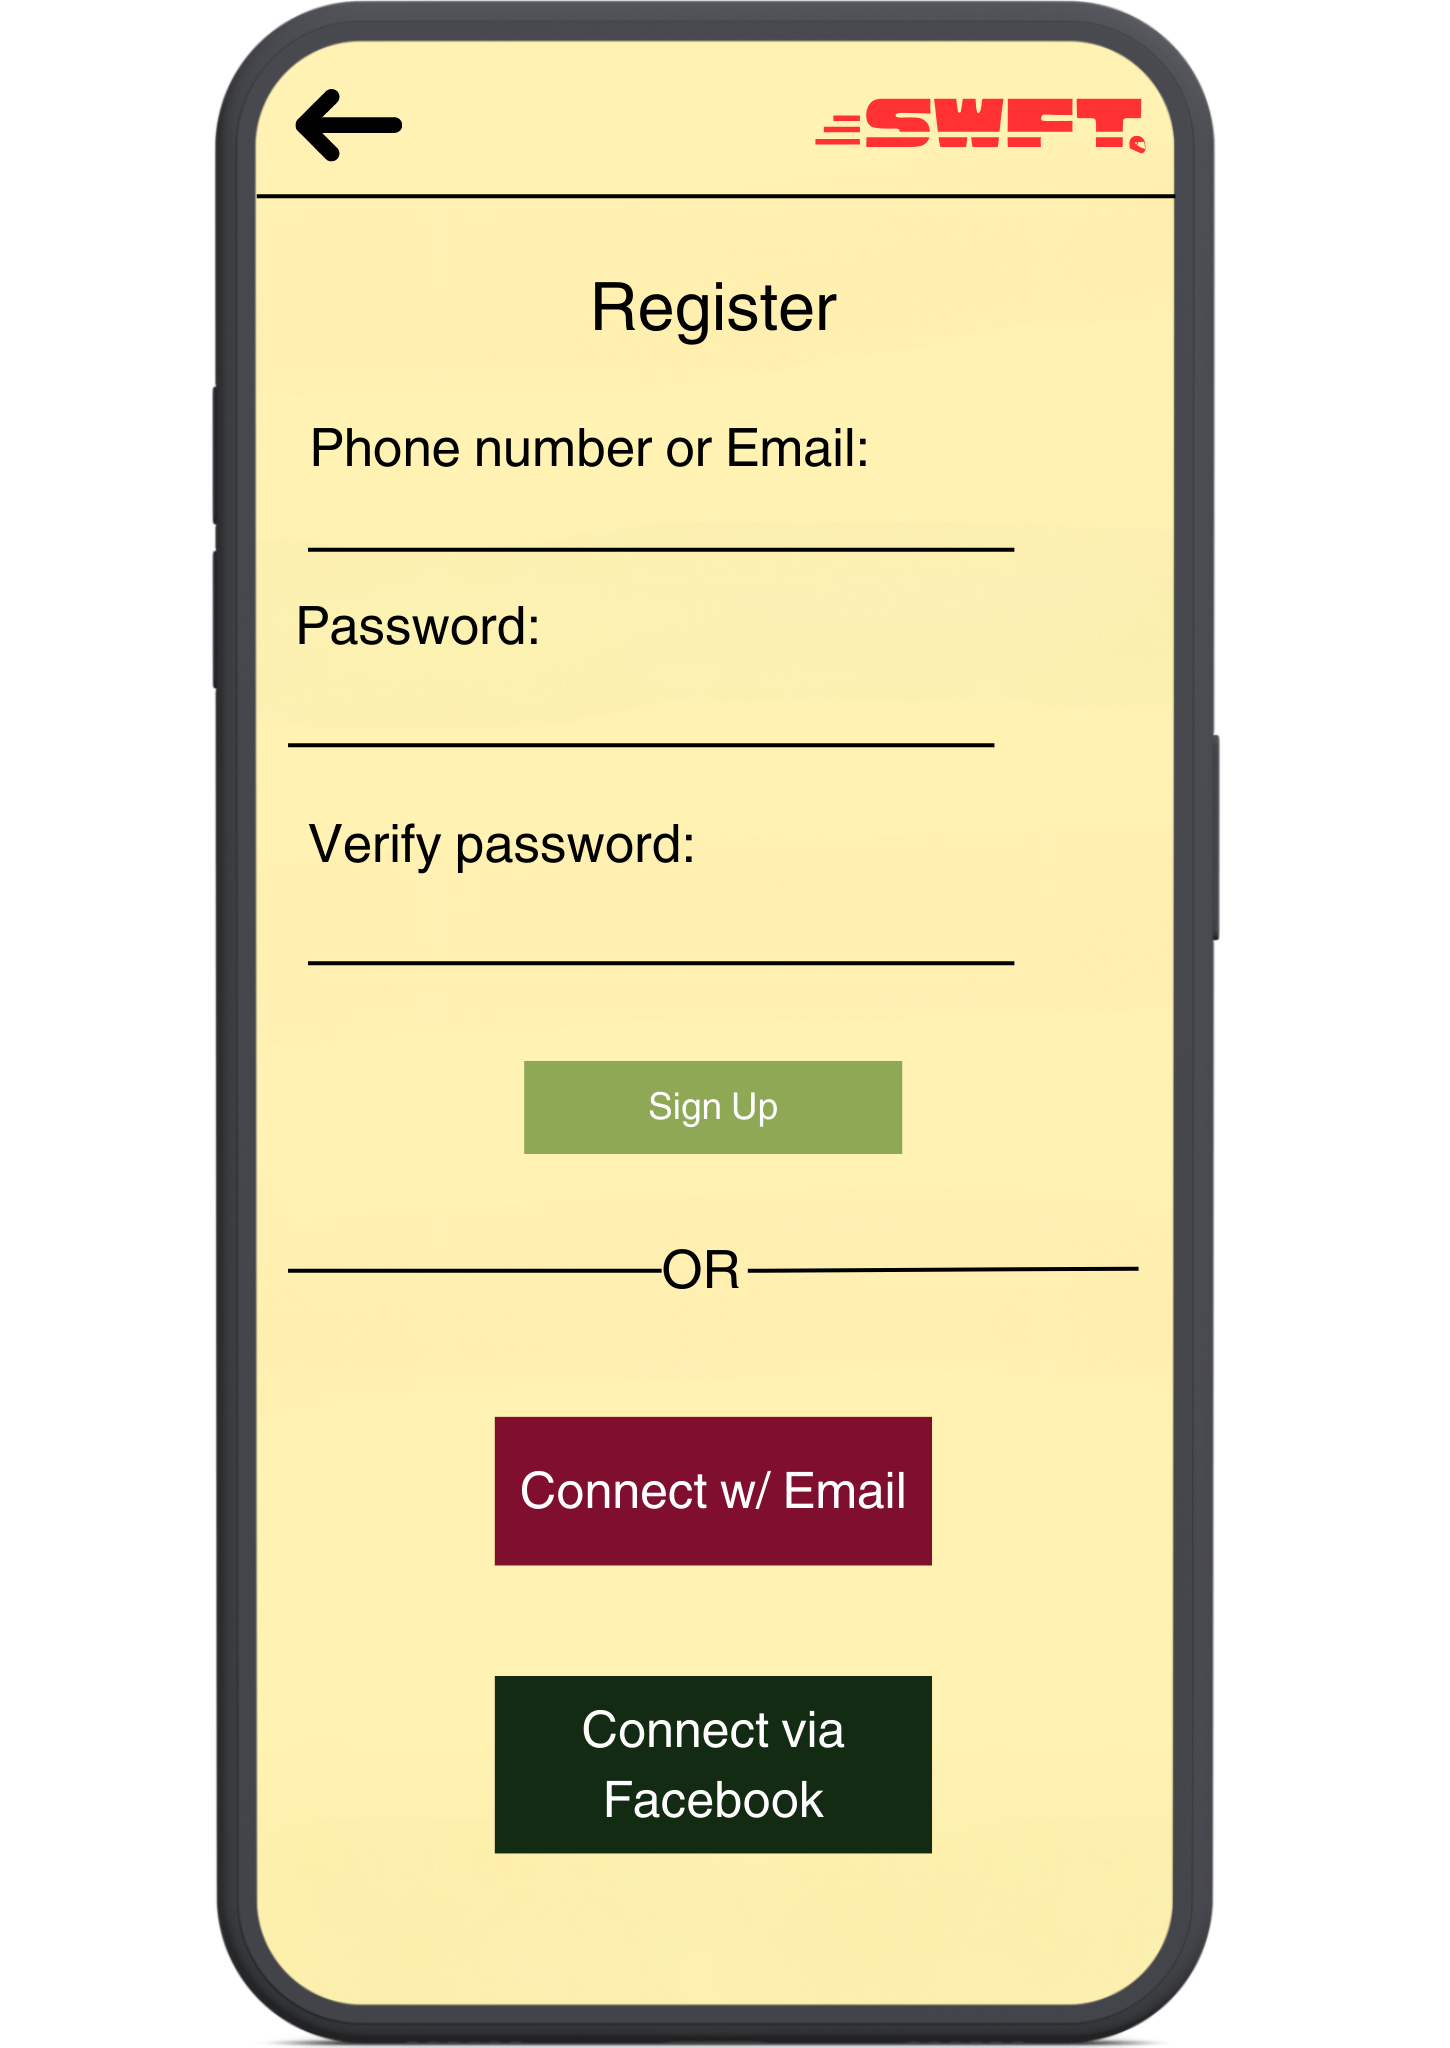 SWFT.
Register
Phone number or Email:
Password:
Verify password:
Sign Up
OR
Connect w/ Email
Connect via
Facebook